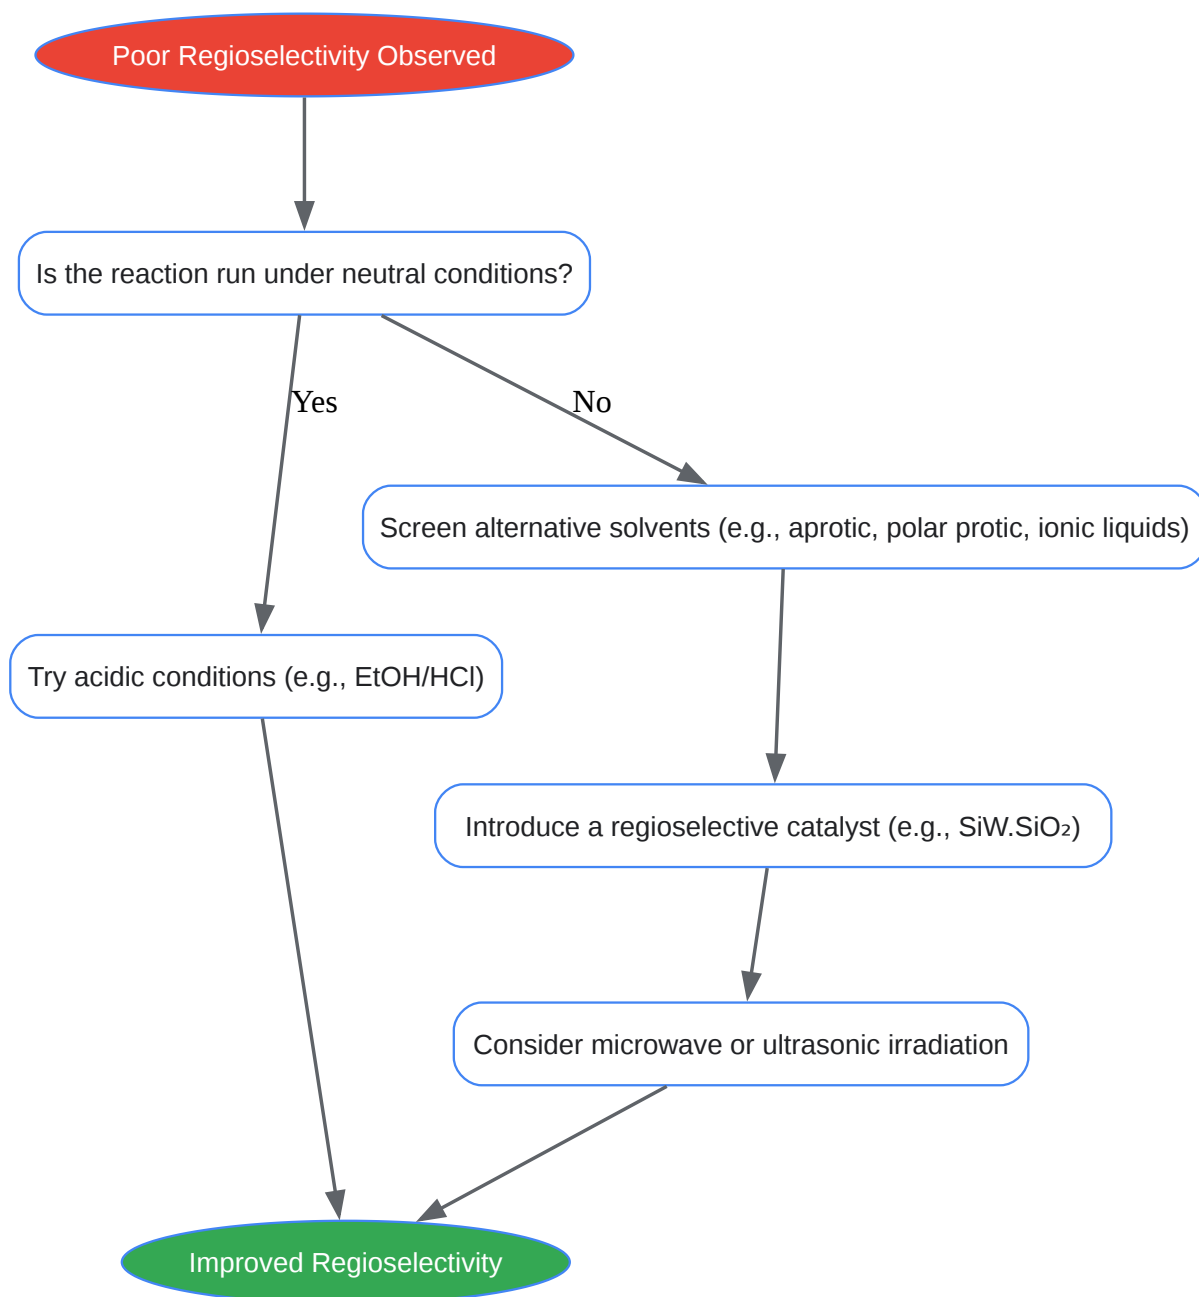 Poor Regioselectivity Observed
Is the reaction run under neutral conditions?
Yes
No
Screen alternative solvents (e.g., aprotic, polar protic, ionic liquids)
Try acidic conditions (e.g., EtOH/HCl)
Introduce a regioselective catalyst (e.g., SiW.SiO₂)
Consider microwave or ultrasonic irradiation
Improved Regioselectivity